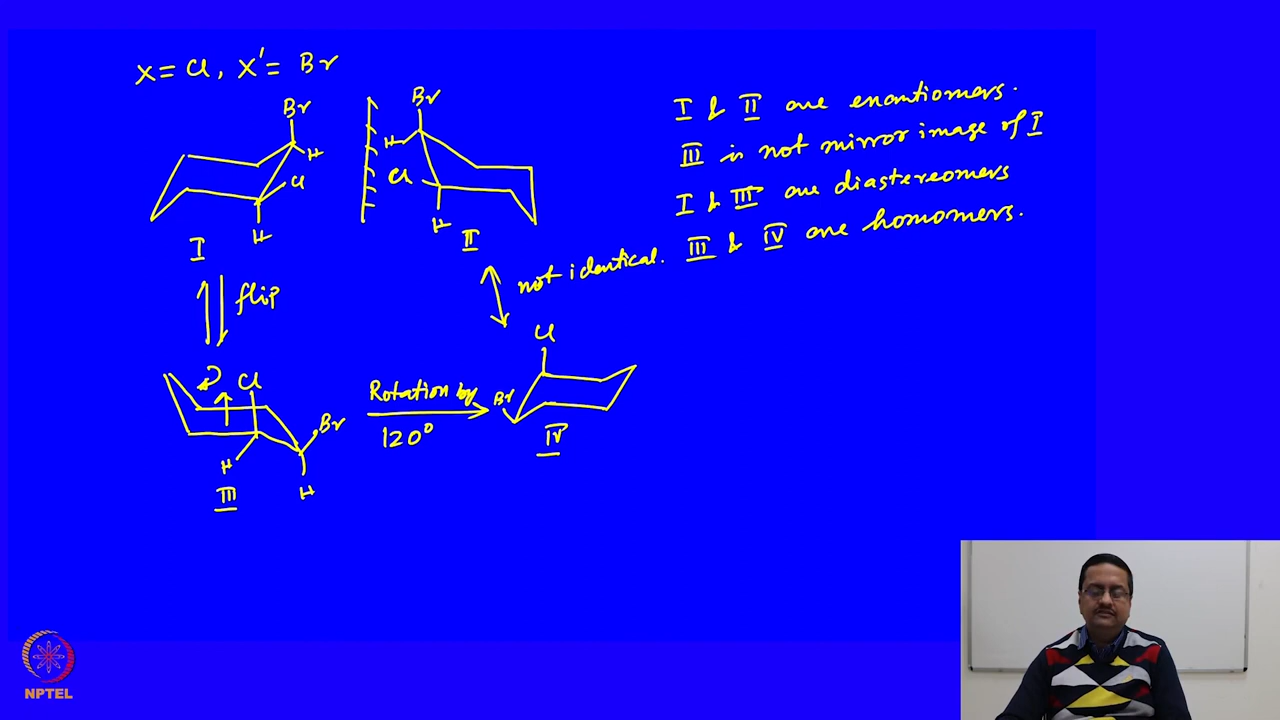 X = Cl, X' = Br
Br
H
Cl
H
I
Br
H
Cl
H
II
I & II are enantiomers.
III is not mirror image of I
I & III are diastereomers
III & IV are homomers.
flip
not identical.
Cl
Br
H
H
III
Rotation by
120°
Cl
Br
IV
NPTEL